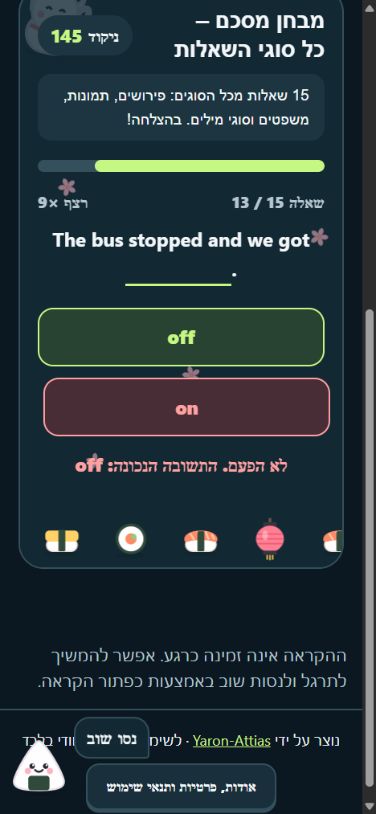 מבחן מסכם –
כל סוגי השאלות
ניקוד 145
15 שאלות מכל הסוגים: פירושים, תמונות,
משפטים וסוגי מילים. בהצלחה!
שאלה 13 / 15
רצף ×9
The bus stopped and we got
.
off
on
לא הפעם. התשובה הנכונה: off
ההקראה אינה זמינה כרגע. אפשר להמשיך
לתרגל ולנסות שוב באמצעות כפתור הקראה.
נוצר על ידי Yaron-Attias · לשימ
נסו שוב
אודות, פרטיות ותנאי שימוש